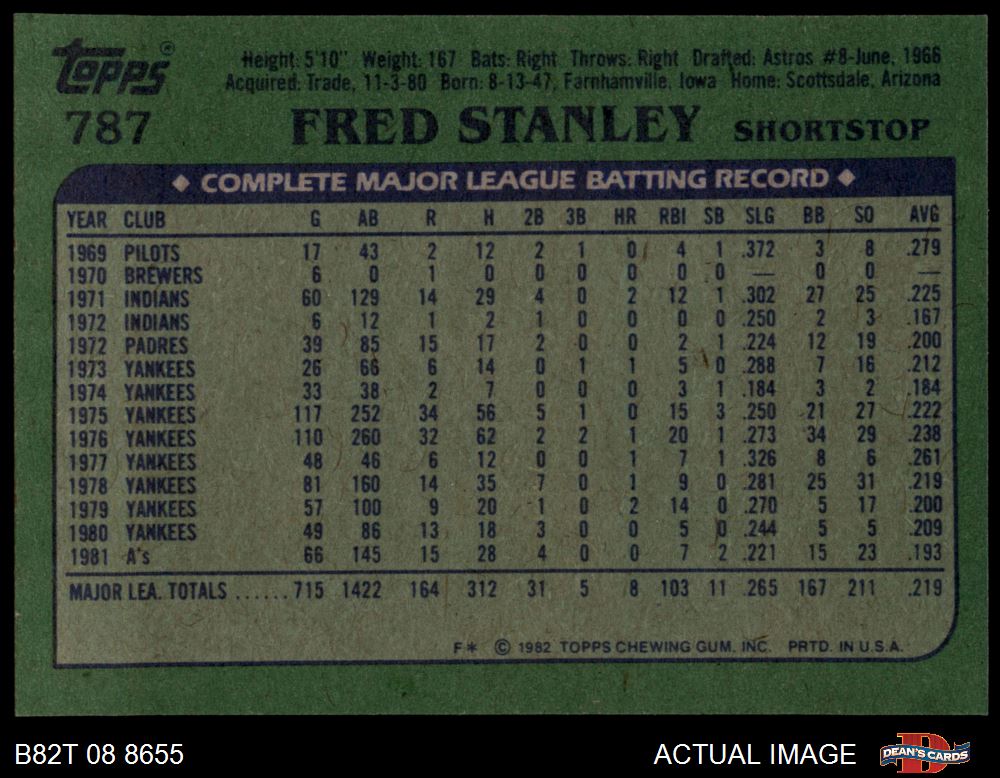 Topps®
Height: 5'10" Weight: 167 Bats: Right Throws: Right Drafted: Astros #8-June, 1966
Acquired: Trade, 11-3-80 Born: 8-13-47, Farnhamville, Iowa Home: Scottsdale, Arizona
787 FRED STANLEY SHORTSTOP
◆ COMPLETE MAJOR LEAGUE BATTING RECORD ◆
YEAR CLUB G AB R H 2B 3B HR RBI SB SLG BB SO AVG
1969 PILOTS 17 43 2 12 2 1 0 4 1 .372 3 8 .279
1970 BREWERS 6 0 1 0 0 0 0 0 0 — 0 0 —
1971 INDIANS 60 129 14 29 4 0 2 12 1 .302 27 25 .225
1972 INDIANS 6 12 1 2 1 0 0 0 0 .250 2 3 .167
1972 PADRES 39 85 15 17 2 0 0 2 1 .224 12 19 .200
1973 YANKEES 26 66 6 14 0 1 1 5 0 .288 7 16 .212
1974 YANKEES 33 38 2 7 0 0 0 3 1 .184 3 2 .184
1975 YANKEES 117 252 34 56 5 1 0 15 3 .250 21 27 .222
1976 YANKEES 110 260 32 62 2 2 1 20 1 .273 34 29 .238
1977 YANKEES 48 46 6 12 0 0 1 7 1 .326 8 6 .261
1978 YANKEES 81 160 14 35 7 0 1 9 0 .281 25 31 .219
1979 YANKEES 57 100 9 20 1 0 2 14 0 .270 5 17 .200
1980 YANKEES 49 86 13 18 3 0 0 5 0 .244 5 5 .209
1981 A's 66 145 15 28 4 0 0 7 2 .221 15 23 .193
MAJOR LEA. TOTALS ......715 1422 164 312 31 5 8 103 11 .265 167 211 .219
F* © 1982 TOPPS CHEWING GUM. INC. PRTD. IN U.S.A.
B82T 08 8655 ACTUAL IMAGE DEAN'S CARDS